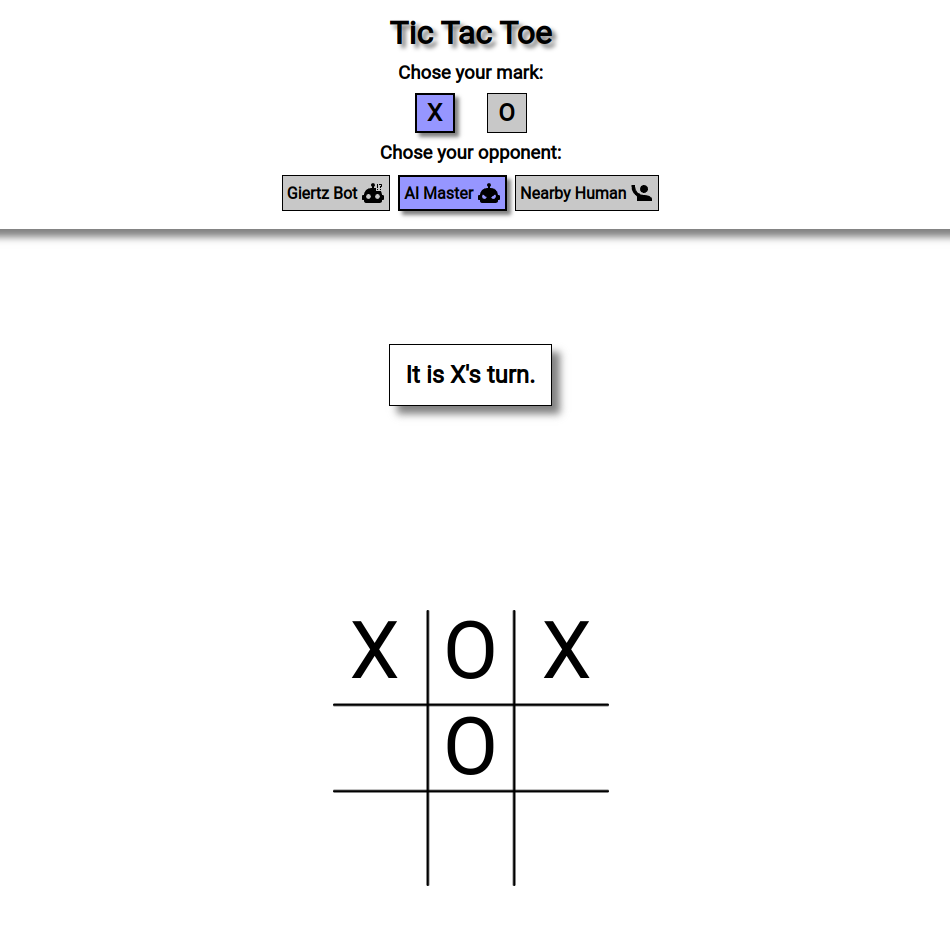 Tic Tac Toe
Chose your mark:
X O
Chose your opponent:
Giertz Bot !? AI Master Nearby Human
It is X's turn.
X O X
O